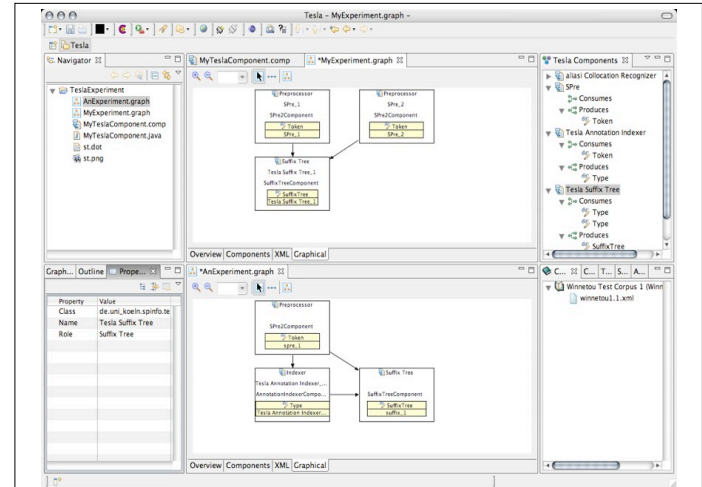 Tesla - MyExperiment.graph -
Tesla
Navigator
TeslaExperiment
AnExperiment.graph
MyExperiment.graph
MyTeslaComponent.comp
MyTeslaComponent.java
st.dot
st.png
MyTeslaComponent.comp
*MyExperiment.graph
Preprocessor
SPre_1
SPre2Component
Token
SPre_1
Preprocessor
SPre_2
SPre2Component
Token
SPre_2
Suffix Tree
Tesla Suffix Tree_1
SuffixTreeComponent
SuffixTree
Tesla Suffix Tree_1
Overview Components XML Graphical
Tesla Components
aliasi Collocation Recognizer
SPre
Consumes
Produces
Token
Tesla Annotation Indexer
Consumes
Token
Produces
Type
Tesla Suffix Tree
Consumes
Type
Type
Produces
SuffixTree
Graph... Outline Prope...
Property Value
Class de.uni_koeln.spinfo.te
Name Tesla Suffix Tree
Role Suffix Tree
*AnExperiment.graph
Preprocessor
SPre2Component
Token
spre_1
Indexer
Tesla Annotation Indexer_...
AnnotationIndexerCompo...
Type
Tesla Annotation Indexer...
Suffix Tree
SuffixTreeComponent
SuffixTree
suffix_1
Overview Components XML Graphical
C... C... T... S... A...
Winnetou Test Corpus 1 (Winn
winnetou1.1.xml